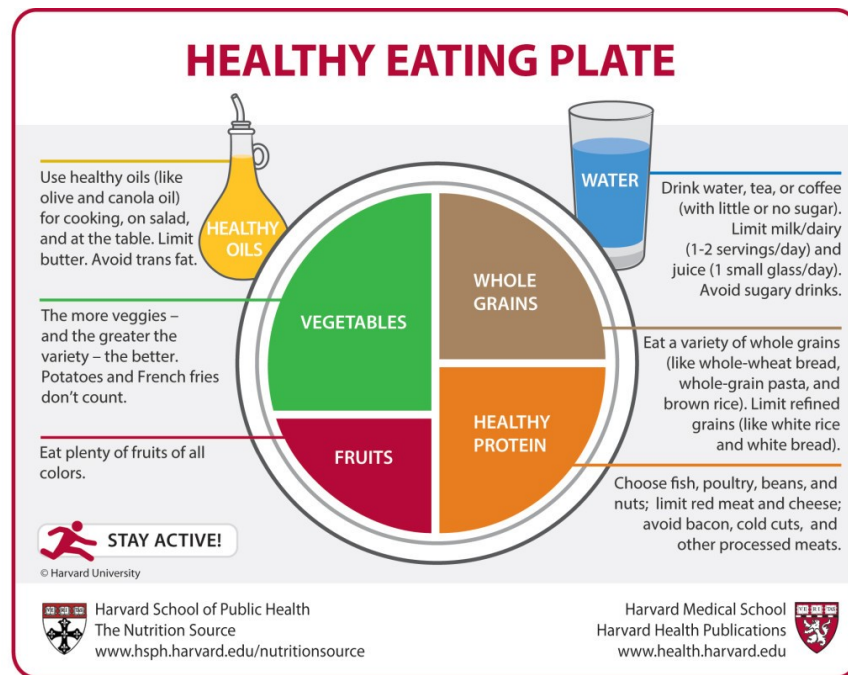 HEALTHY EATING PLATE
Use healthy oils (like
olive and canola oil)
for cooking, on salad,
and at the table. Limit
butter. Avoid trans fat.
HEALTHY
OILS
The more veggies –
and the greater the
variety – the better.
Potatoes and French fries
don't count.
Eat plenty of fruits of all
colors.
VEGETABLES
FRUITS
WHOLE
GRAINS
HEALTHY
PROTEIN
WATER
Drink water, tea, or coffee
(with little or no sugar).
Limit milk/dairy
(1-2 servings/day) and
juice (1 small glass/day).
Avoid sugary drinks.
Eat a variety of whole grains
(like whole-wheat bread,
whole-grain pasta, and
brown rice). Limit refined
grains (like white rice
and white bread).
Choose fish, poultry, beans, and
nuts; limit red meat and cheese;
avoid bacon, cold cuts, and
other processed meats.
STAY ACTIVE!
© Harvard University
Harvard School of Public Health
The Nutrition Source
www.hsph.harvard.edu/nutritionsource
Harvard Medical School
Harvard Health Publications
www.health.harvard.edu